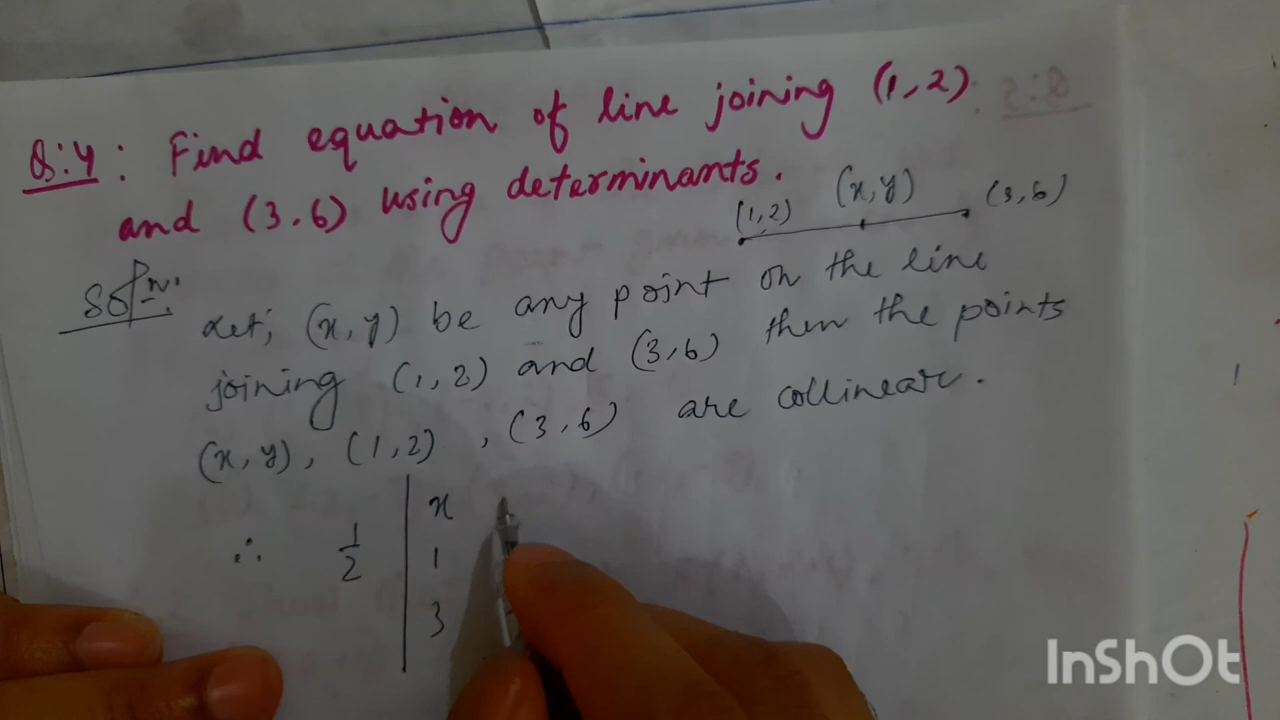 Q:4: Find equation of line joining (1,2)
and (3,6) using determinants.
(1,2) (x,y) (3,6)
Sol^n.
Let; (x,y) be any point on the line
joining (1,2) and (3,6) then the points
(x,y), (1,2), (3,6) are collinear.
∴ 1/2 | x
1
3
InShOt